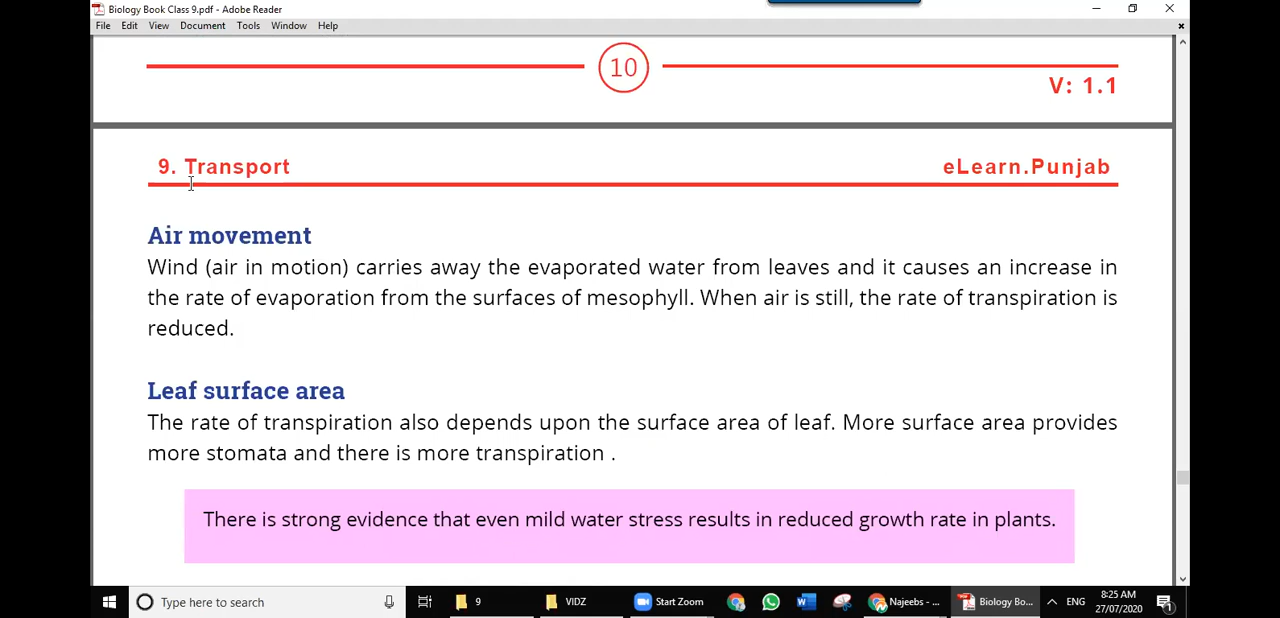 Biology Book Class 9.pdf - Adobe Reader
File Edit View Document Tools Window Help
10
V: 1.1
9. Transport
eLearn.Punjab
Air movement
Wind (air in motion) carries away the evaporated water from leaves and it causes an increase in
the rate of evaporation from the surfaces of mesophyll. When air is still, the rate of transpiration is
reduced.
Leaf surface area
The rate of transpiration also depends upon the surface area of leaf. More surface area provides
more stomata and there is more transpiration .
There is strong evidence that even mild water stress results in reduced growth rate in plants.
Type here to search
9
VIDZ
Start Zoom
Najeebs - ...
Biology Bo...
ENG
8:25 AM
27/07/2020
1